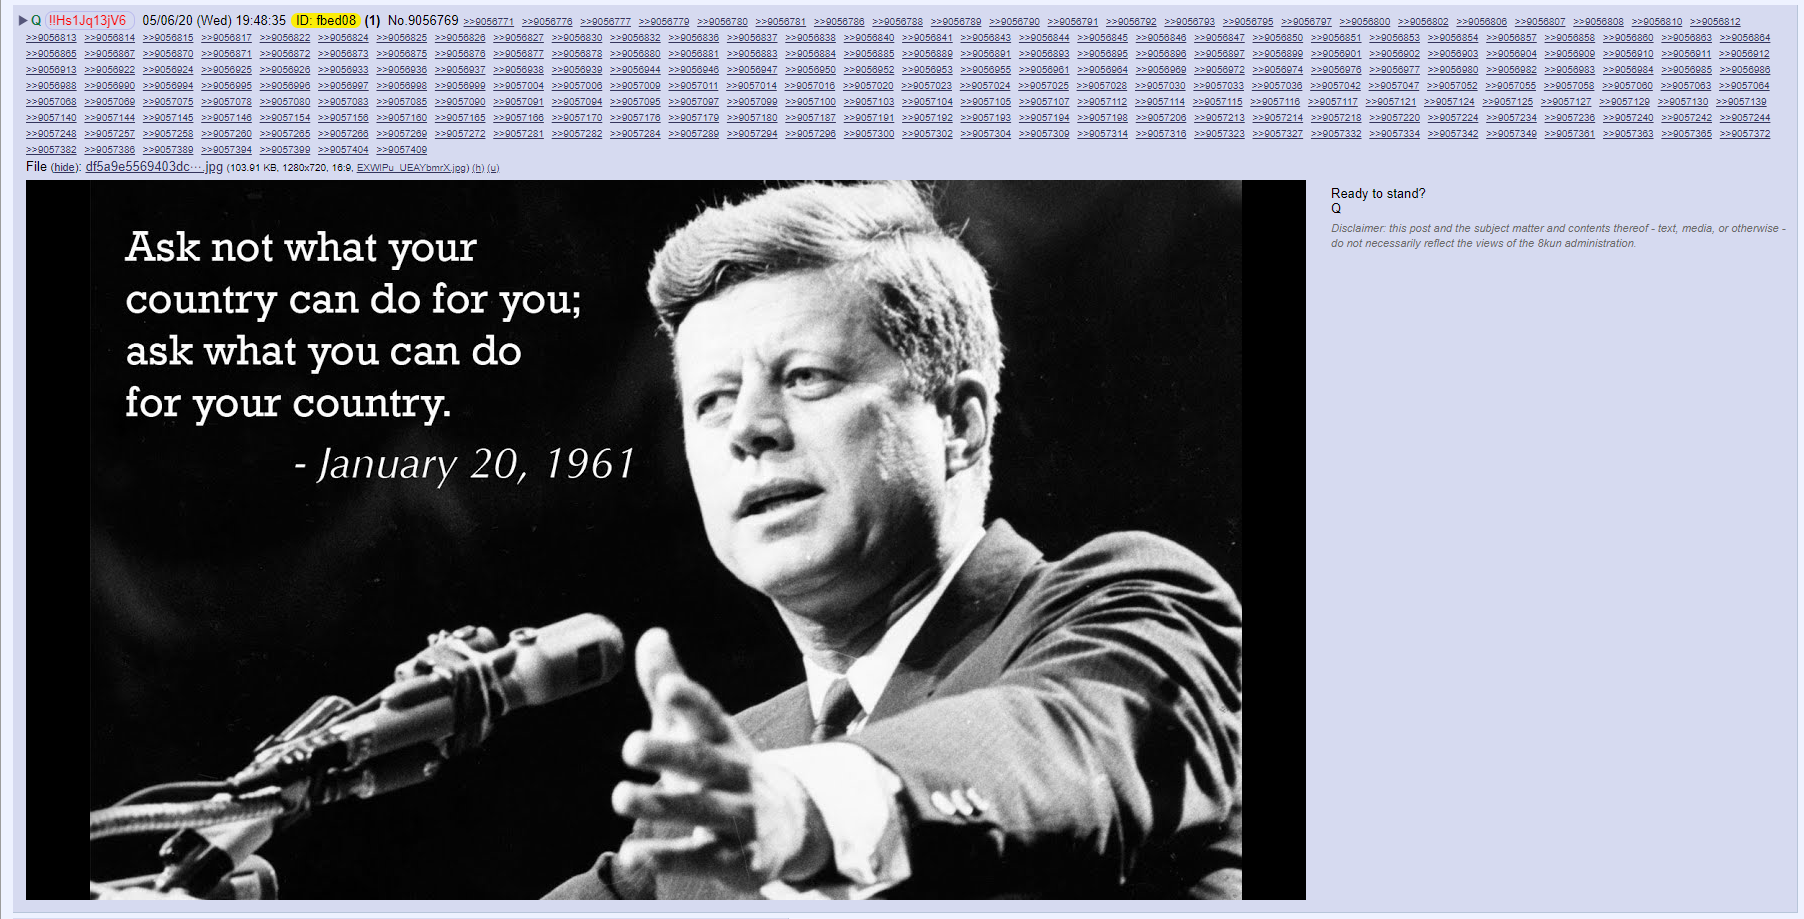 ▶ Q !!Hs1Jq13jV6 05/06/20 (Wed) 19:48:35 ID: fbed08 (1) No.9056769 >>9056771 >>9056776 >>9056777 >>9056779 >>9056780 >>9056781 >>9056786 >>9056788 >>9056789 >>9056790 >>9056791 >>9056792 >>9056793 >>9056795 >>9056797 >>9056800 >>9056802 >>9056806 >>9056807 >>9056808 >>9056810 >>9056812
>>9056813 >>9056814 >>9056815 >>9056817 >>9056822 >>9056824 >>9056825 >>9056826 >>9056827 >>9056830 >>9056832 >>9056836 >>9056837 >>9056838 >>9056840 >>9056841 >>9056843 >>9056844 >>9056845 >>9056846 >>9056847 >>9056850 >>9056851 >>9056853 >>9056854 >>9056857 >>9056858 >>9056860 >>9056863 >>9056864
>>9056865 >>9056867 >>9056870 >>9056871 >>9056872 >>9056873 >>9056875 >>9056876 >>9056877 >>9056878 >>9056880 >>9056881 >>9056883 >>9056884 >>9056885 >>9056889 >>9056891 >>9056893 >>9056895 >>9056896 >>9056897 >>9056899 >>9056901 >>9056902 >>9056903 >>9056904 >>9056909 >>9056910 >>9056911 >>9056912
>>9056913 >>9056922 >>9056924 >>9056925 >>9056926 >>9056933 >>9056936 >>9056937 >>9056938 >>9056939 >>9056944 >>9056946 >>9056947 >>9056950 >>9056952 >>9056953 >>9056955 >>9056961 >>9056964 >>9056969 >>9056972 >>9056974 >>9056976 >>9056977 >>9056980 >>9056982 >>9056983 >>9056984 >>9056985 >>9056986
>>9056988 >>9056990 >>9056994 >>9056995 >>9056996 >>9056997 >>9056998 >>9056999 >>9057004 >>9057006 >>9057009 >>9057011 >>9057014 >>9057016 >>9057020 >>9057023 >>9057024 >>9057025 >>9057028 >>9057030 >>9057033 >>9057036 >>9057042 >>9057047 >>9057052 >>9057055 >>9057058 >>9057060 >>9057063 >>9057064
>>9057068 >>9057069 >>9057075 >>9057078 >>9057080 >>9057083 >>9057085 >>9057090 >>9057091 >>9057094 >>9057095 >>9057097 >>9057099 >>9057100 >>9057103 >>9057104 >>9057105 >>9057107 >>9057112 >>9057114 >>9057115 >>9057116 >>9057117 >>9057121 >>9057124 >>9057125 >>9057127 >>9057129 >>9057130 >>9057139
>>9057140 >>9057144 >>9057145 >>9057146 >>9057154 >>9057156 >>9057160 >>9057165 >>9057166 >>9057170 >>9057176 >>9057179 >>9057180 >>9057187 >>9057191 >>9057192 >>9057193 >>9057194 >>9057198 >>9057206 >>9057213 >>9057214 >>9057218 >>9057220 >>9057224 >>9057234 >>9057236 >>9057240 >>9057242 >>9057244
>>9057248 >>9057257 >>9057258 >>9057260 >>9057265 >>9057266 >>9057269 >>9057272 >>9057281 >>9057282 >>9057284 >>9057289 >>9057294 >>9057296 >>9057300 >>9057302 >>9057304 >>9057309 >>9057314 >>9057316 >>9057323 >>9057327 >>9057332 >>9057334 >>9057342 >>9057349 >>9057361 >>9057363 >>9057365 >>9057372
>>9057382 >>9057386 >>9057389 >>9057394 >>9057399 >>9057404 >>9057409
File (hide): df5a9e5569403dc⋯.jpg (103.91 KB, 1280x720, 16:9, EXWIPu_UEAYbmrX.jpg) (h) (u)
Ask not what your
country can do for you;
ask what you can do
for your country.
- January 20, 1961
Ready to stand?
Q
Disclaimer: this post and the subject matter and contents thereof - text, media, or otherwise -
do not necessarily reflect the views of the 8kun administration.